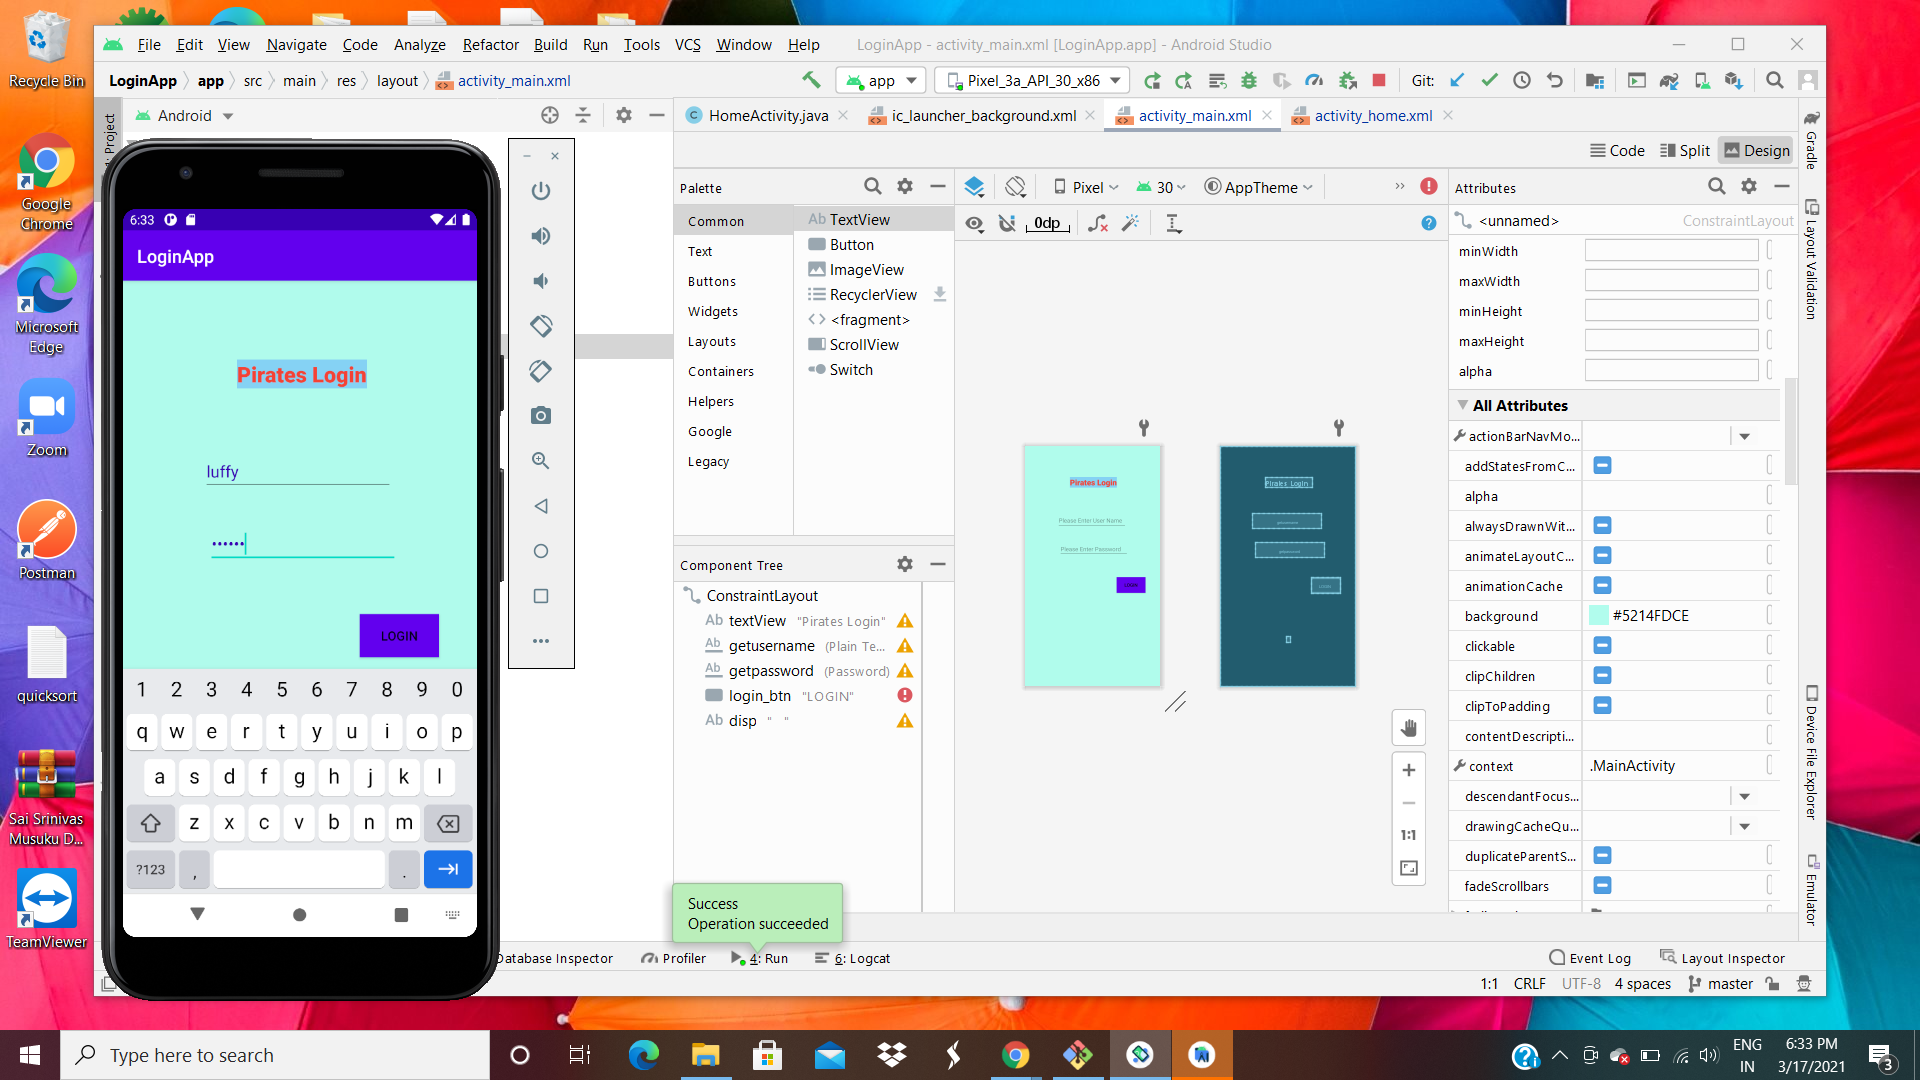 Recycle Bin
Google
Chrome
Microsoft
Edge
Zoom
Postman
quicksort
Sai Srinivas
Musuku D...
TeamViewer
File Edit View Navigate Code Analyze Refactor Build Run Tools VCS Window Help LoginApp - activity_main.xml [LoginApp.app] - Android Studio
LoginApp app src main res layout activity_main.xml app Pixel_3a_API_30_x86 Git:
Project Android
HomeActivity.java ic_launcher_background.xml activity_main.xml activity_home.xml
Code Split Design
Gradle
Layout Validation
Device File Explorer
Emulator
6:33
LoginApp
Pirates Login
luffy
••••••
LOGIN
1 2 3 4 5 6 7 8 9 0
q w e r t y u i o p
a s d f g h j k l
z x c v b n m
?123 , .
Palette
Common
Text
Buttons
Widgets
Layouts
Containers
Helpers
Google
Legacy
Ab TextView
Button
ImageView
RecyclerView
<fragment>
ScrollView
Switch
Component Tree
ConstraintLayout
Ab textView "Pirates Login"
Ab getusername (Plain Te...
Ab getpassword (Password)
login_btn "LOGIN"
Ab disp " "
Pixel 30 AppTheme »
0dp
Pirates Login
Please Enter User Name
Please Enter Password
Pirates Login
1:1
Attributes
<unnamed> ConstraintLayout
minWidth
maxWidth
minHeight
maxHeight
alpha
All Attributes
actionBarNavMo...
addStatesFromC...
alpha
alwaysDrawnWit...
animateLayoutC...
animationCache
background #5214FDCE
clickable
clipChildren
clipToPadding
contentDescripti...
context .MainActivity
descendantFocus...
drawingCacheQu...
duplicateParentS...
fadeScrollbars
Success
Operation succeeded
Database Inspector Profiler 4: Run 6: Logcat Event Log Layout Inspector
1:1 CRLF UTF-8 4 spaces master
Type here to search
ENG
IN
6:33 PM
3/17/2021
3